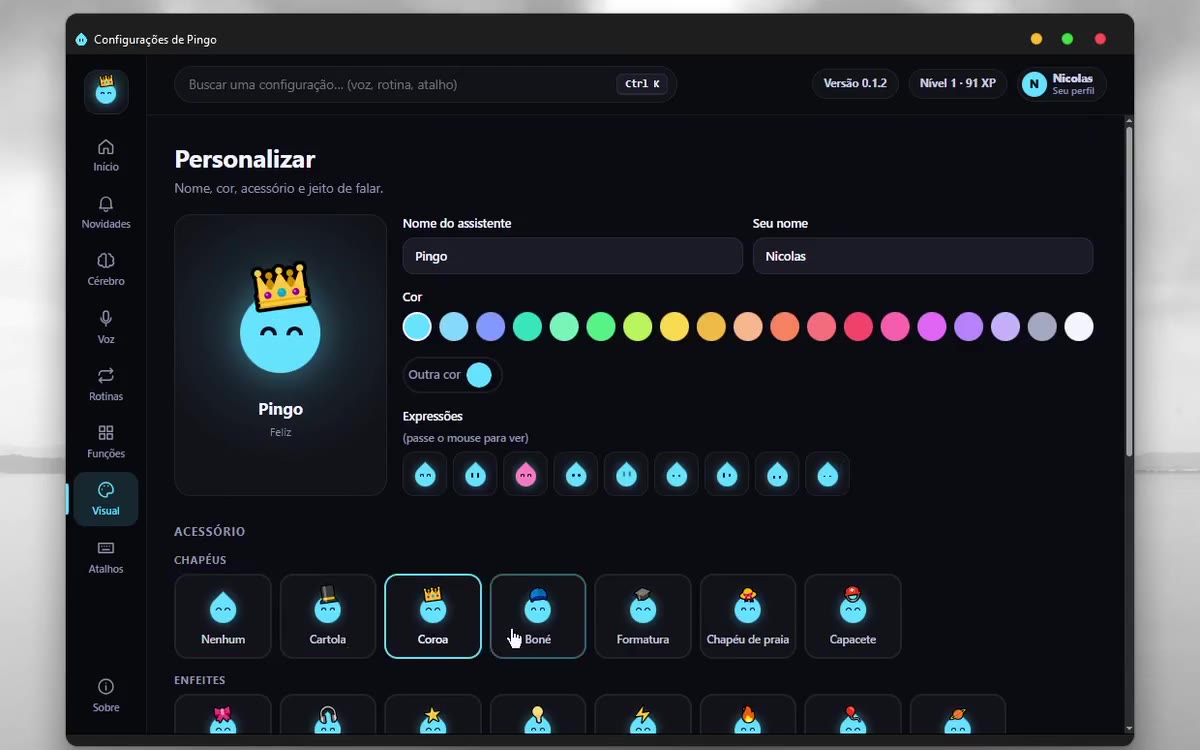 Configurações de Pingo
Buscar uma configuração... (voz, rotina, atalho)
Ctrl K
Versão 0.1.2
Nível 1 · 91 XP
N
Nicolas
Seu perfil
Início
Novidades
Cérebro
Voz
Rotinas
Funções
Visual
Atalhos
Sobre
Personalizar
Nome, cor, acessório e jeito de falar.
Pingo
Feliz
Nome do assistente
Pingo
Seu nome
Nicolas
Cor
Outra cor
Expressões
(passe o mouse para ver)
ACESSÓRIO
CHAPÉUS
Nenhum
Cartola
Coroa
Boné
Formatura
Chapéu de praia
Capacete
ENFEITES